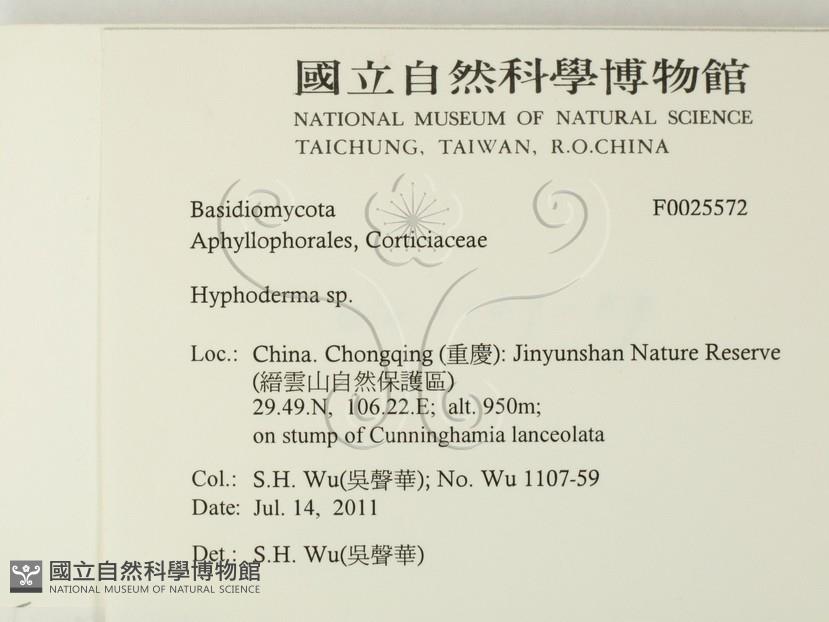 國立自然科學博物館
NATIONAL MUSEUM OF NATURAL SCIENCE
TAICHUNG, TAIWAN, R.O.CHINA
Basidiomycota F0025572
Aphyllophorales, Corticiaceae
Hyphoderma sp.
Loc.: China. Chongqing (重慶): Jinyunshan Nature Reserve
(縉雲山自然保護區)
29.49.N, 106.22.E; alt. 950m;
on stump of Cunninghamia lanceolata
Col.: S.H. Wu(吳聲華); No. Wu 1107-59
Date: Jul. 14, 2011
Det.: S.H. Wu(吳聲華)
國立自然科學博物館
NATIONAL MUSEUM OF NATURAL SCIENCE